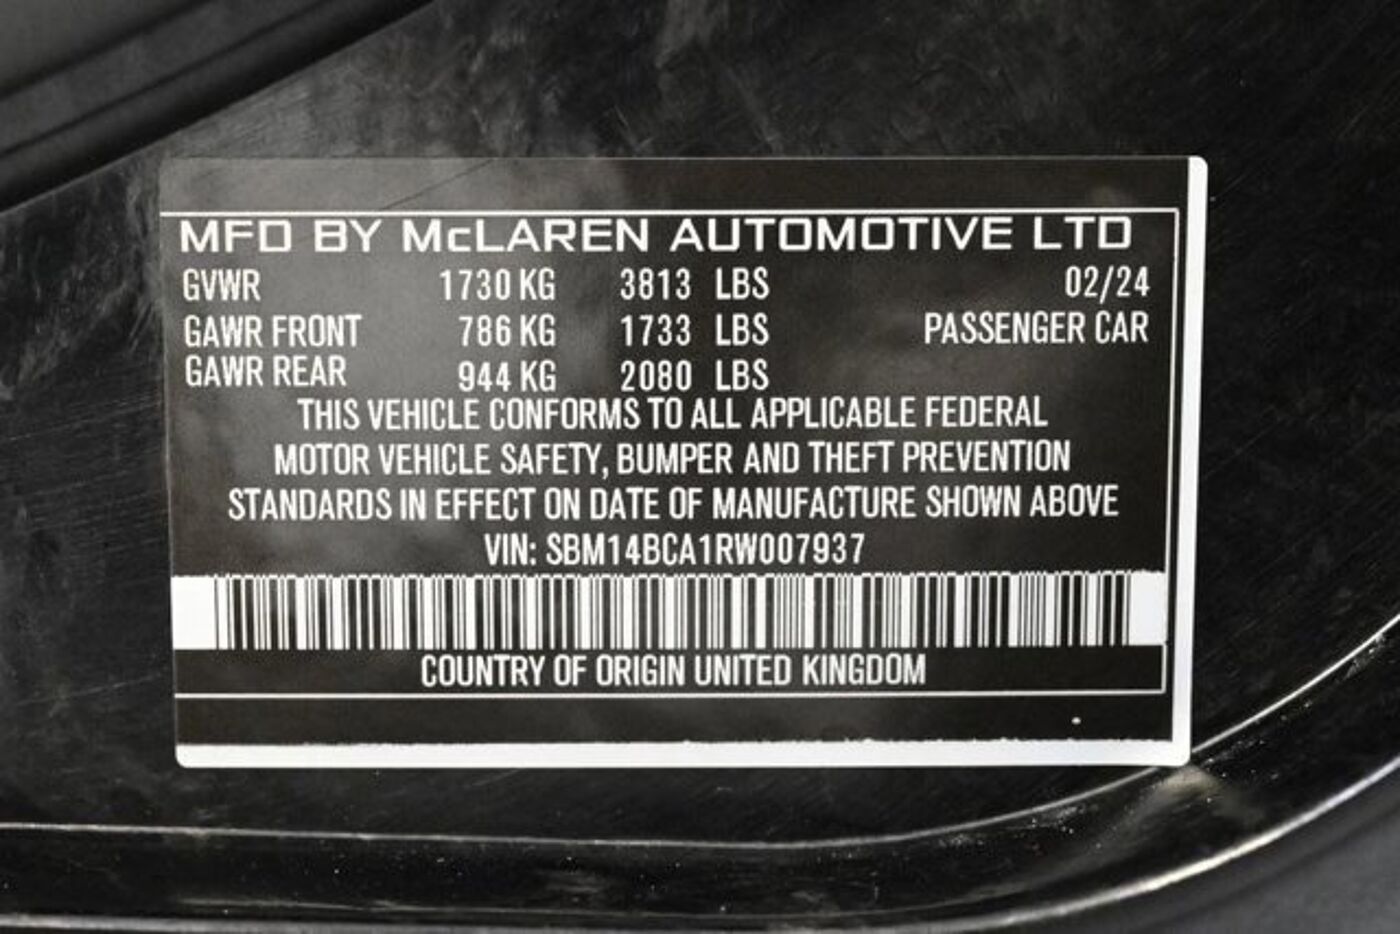 MFD BY McLAREN AUTOMOTIVE LTD
GVWR 1730 KG 3813 LBS 02/24
GAWR FRONT 786 KG 1733 LBS PASSENGER CAR
GAWR REAR 944 KG 2080 LBS
THIS VEHICLE CONFORMS TO ALL APPLICABLE FEDERAL
MOTOR VEHICLE SAFETY, BUMPER AND THEFT PREVENTION
STANDARDS IN EFFECT ON DATE OF MANUFACTURE SHOWN ABOVE
VIN: SBM14BCA1RW007937
COUNTRY OF ORIGIN UNITED KINGDOM